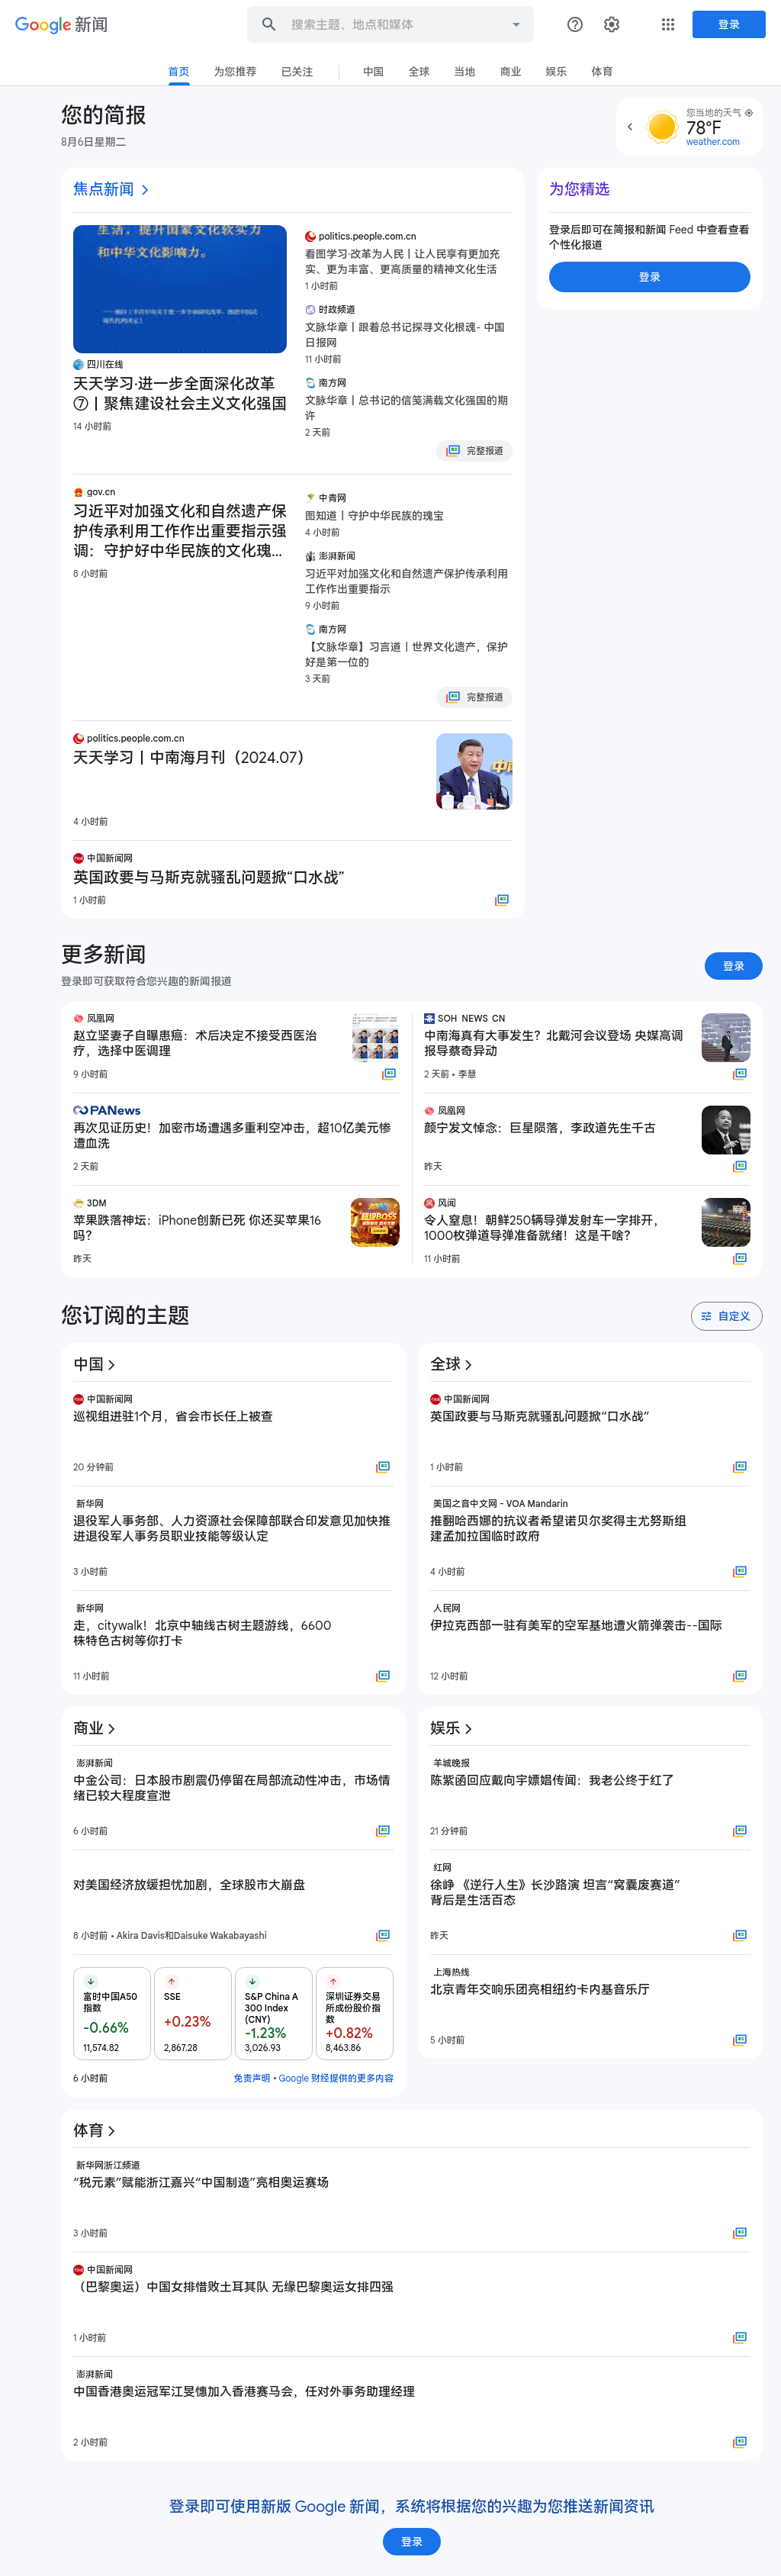 Google 新闻
搜索主题、地点和媒体
登录
首页
为您推荐
已关注
中国
全球
当地
商业
娱乐
体育
您的简报
8月6日星期二
您当地的天气
78°F
weather.com
焦点新闻
生活，提升国家文化软实力
和中华文化影响力。
四川在线
天天学习·进一步全面深化改革
⑦丨聚焦建设社会主义文化强国
14 小时前
politics.people.com.cn
看图学习·改革为人民丨让人民享有更加充
实、更为丰富、更高质量的精神文化生活
1 小时前
时政频道
文脉华章丨跟着总书记探寻文化根魂- 中国
日报网
11 小时前
南方网
文脉华章丨总书记的信笺满载文化强国的期
许
2 天前
完整报道
gov.cn
习近平对加强文化和自然遗产保
护传承利用工作作出重要指示强
调：守护好中华民族的文化瑰...
8 小时前
中青网
图知道丨守护中华民族的瑰宝
4 小时前
澎湃新闻
习近平对加强文化和自然遗产保护传承利用
工作作出重要指示
9 小时前
南方网
【文脉华章】习言道丨世界文化遗产，保护
好是第一位的
3 天前
完整报道
politics.people.com.cn
天天学习丨中南海月刊（2024.07）
4 小时前
中国新闻网
英国政要与马斯克就骚乱问题掀“口水战”
1 小时前
为您精选
登录后即可在简报和新闻 Feed 中查看查看
个性化报道
登录
更多新闻
登录即可获取符合您兴趣的新闻报道
登录
凤凰网
赵立坚妻子自曝患癌：术后决定不接受西医治
疗，选择中医调理
9 小时前
PANews
再次见证历史！加密市场遭遇多重利空冲击，超10亿美元惨
遭血洗
2 天前
3DM
苹果跌落神坛：iPhone创新已死 你还买苹果16
吗？
昨天
SOH_NEWS_CN
中南海真有大事发生？北戴河会议登场 央媒高调
报导蔡奇异动
2 天前 • 李慧
凤凰网
颜宁发文悼念：巨星陨落，李政道先生千古
昨天
风闻
令人窒息！朝鲜250辆导弹发射车一字排开，
1000枚弹道导弹准备就绪！这是干啥？
11 小时前
您订阅的主题
自定义
中国
中国新闻网
巡视组进驻1个月，省会市长任上被查
20 分钟前
新华网
退役军人事务部、人力资源社会保障部联合印发意见加快推
进退役军人事务员职业技能等级认定
3 小时前
新华网
走，citywalk！北京中轴线古树主题游线，6600
株特色古树等你打卡
11 小时前
全球
中国新闻网
英国政要与马斯克就骚乱问题掀“口水战”
1 小时前
美国之音中文网 - VOA Mandarin
推翻哈西娜的抗议者希望诺贝尔奖得主尤努斯组
建孟加拉国临时政府
4 小时前
人民网
伊拉克西部一驻有美军的空军基地遭火箭弹袭击--国际
12 小时前
商业
澎湃新闻
中金公司：日本股市剧震仍停留在局部流动性冲击，市场情
绪已较大程度宣泄
6 小时前
对美国经济放缓担忧加剧，全球股市大崩盘
8 小时前 • Akira Davis和Daisuke Wakabayashi
富时中国A50
指数
-0.66%
11,574.82
SSE
+0.23%
2,867.28
S&P China A
300 Index
(CNY)
-1.23%
3,026.93
深圳证券交易
所成份股价指
数
+0.82%
8,463.86
6 小时前
免责声明 • Google 财经提供的更多内容
娱乐
羊城晚报
陈紫函回应戴向宇嫖娼传闻：我老公终于红了
21 分钟前
红网
徐峥 《逆行人生》长沙路演 坦言“窝囊废赛道”
背后是生活百态
昨天
上海热线
北京青年交响乐团亮相纽约卡内基音乐厅
5 小时前
体育
新华网浙江频道
“税元素”赋能浙江嘉兴“中国制造”亮相奥运赛场
3 小时前
中国新闻网
（巴黎奥运）中国女排惜败土耳其队 无缘巴黎奥运女排四强
1 小时前
澎湃新闻
中国香港奥运冠军江旻憓加入香港赛马会，任对外事务助理经理
2 小时前
登录即可使用新版 Google 新闻，系统将根据您的兴趣为您推送新闻资讯
登录